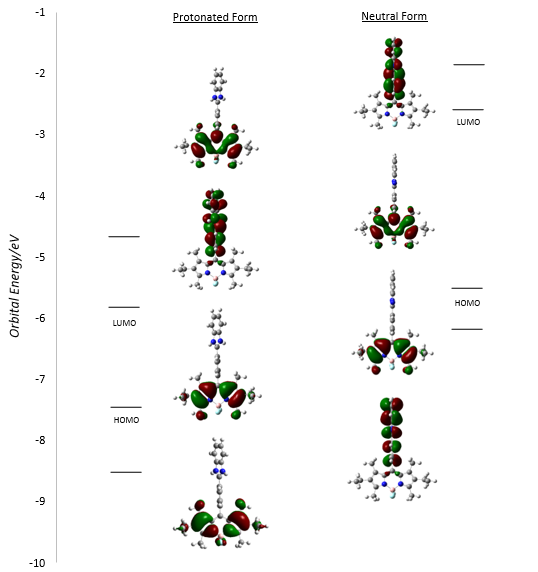 Protonated Form
Neutral Form
Orbital Energy/eV
-1
-2
-3
-4
-5
-6
-7
-8
-9
-10
LUMO
HOMO
LUMO
HOMO